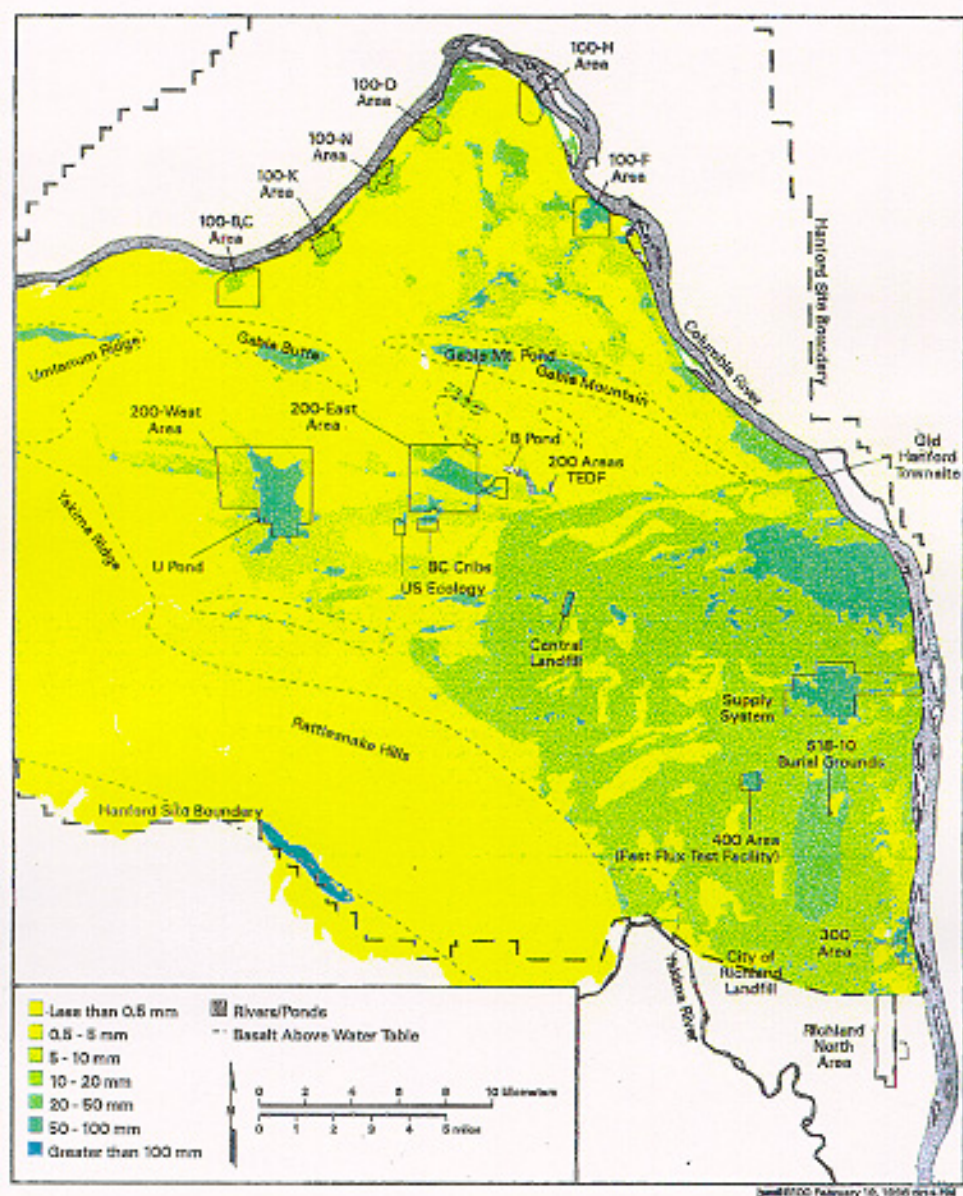 100-H
Area
100-D
Area
100-N
Area
100-K
Area
100-B,C
Area
100-F
Area
Hanford Site Boundary
Columbia River
Umtanum Ridge
Gable Butte
Gable Mt. Pond
Gable Mountain
200-West
Area
200-East
Area
B Pond
200 Areas
TEDF
Old
Hanford
Townsite
Yakima Ridge
U Pond
BC Cribs
US Ecology
Central
Landfill
Supply
System
Rattlesnake Hills
618-10
Burial Grounds
Hanford Site Boundary
400 Area
(Fast Flux Test Facility)
300
Area
City of
Richland
Landfill
Yakima River
Richland
North
Area
Less than 0.5 mm
0.5 - 5 mm
5 - 10 mm
10 - 20 mm
20 - 50 mm
50 - 100 mm
Greater than 100 mm
Rivers/Ponds
Basalt Above Water Table
0 2 4 6 8 10 kilometers
0 1 2 3 4 5 miles